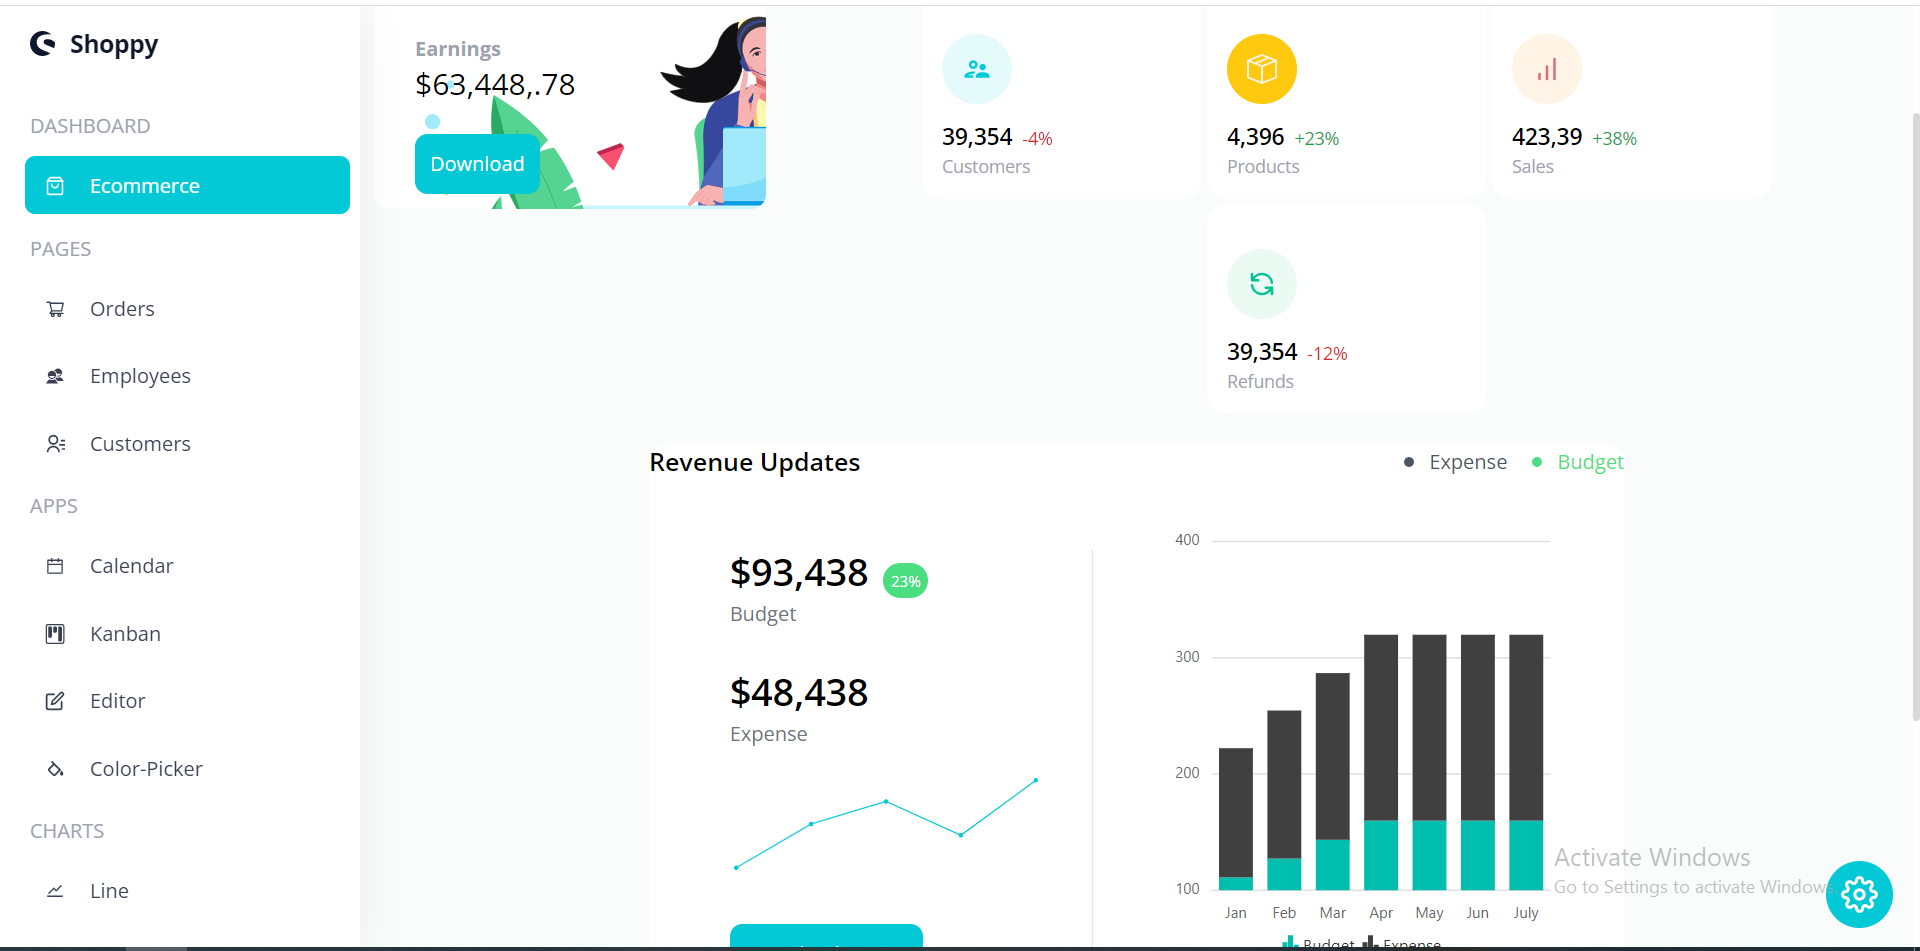 Shoppy
DASHBOARD
Ecommerce
PAGES
Orders
Employees
Customers
APPS
Calendar
Kanban
Editor
Color-Picker
CHARTS
Line
Earnings
$63,448,.78
Download
39,354 -4%
Customers
4,396 +23%
Products
423,39 +38%
Sales
39,354 -12%
Refunds
Revenue Updates
Expense
Budget
$93,438 23%
Budget
$48,438
Expense
400
300
200
100
Jan Feb Mar Apr May Jun July
Budget Expense
Activate Windows
Go to Settings to activate Windows.